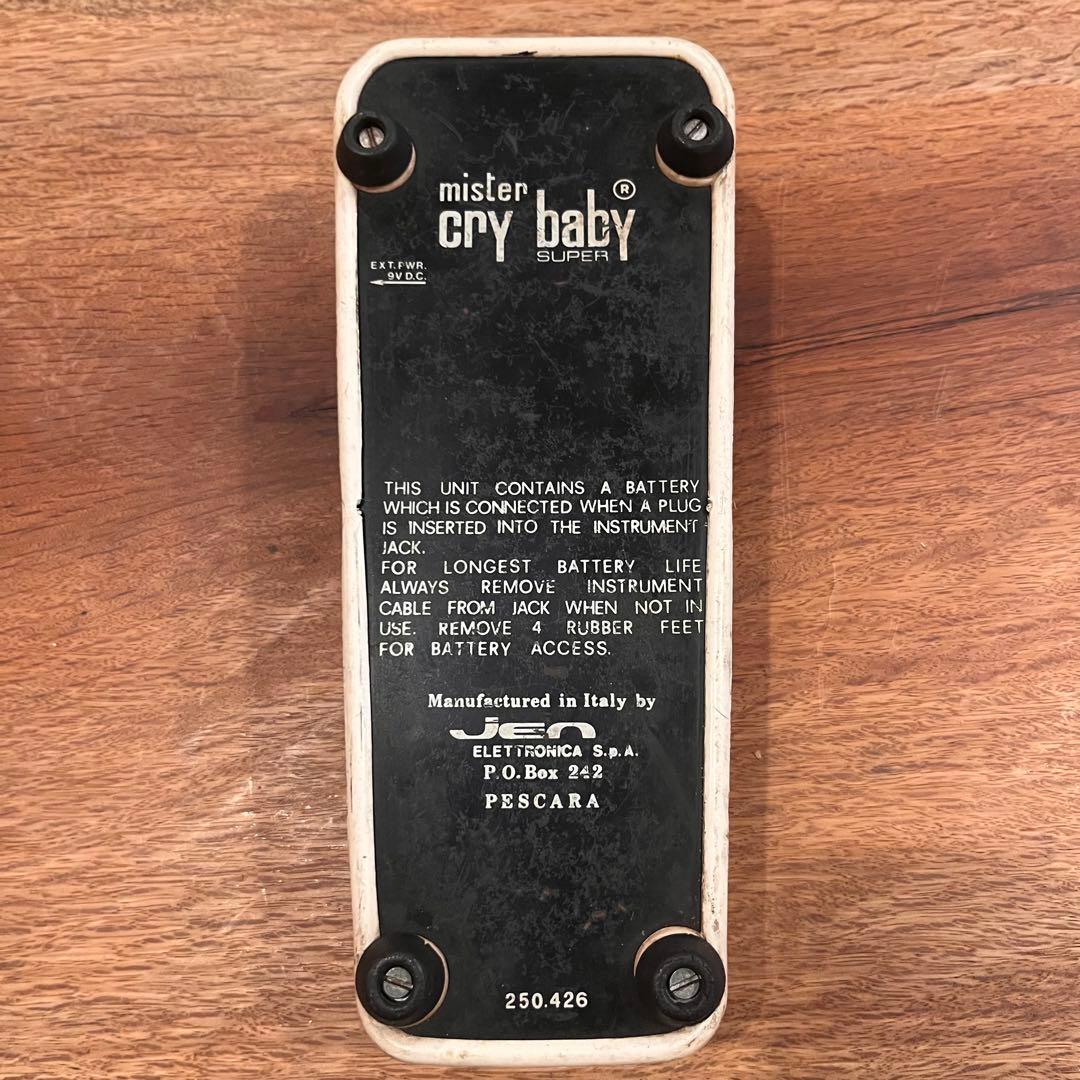 mister
cry baby ®
SUPER
EXT. PWR.
9V D.C.
THIS UNIT CONTAINS A BATTERY
WHICH IS CONNECTED WHEN A PLUG
IS INSERTED INTO THE INSTRUMENT
JACK.
FOR LONGEST BATTERY LIFE
ALWAYS REMOVE INSTRUMENT
CABLE FROM JACK WHEN NOT IN
USE. REMOVE 4 RUBBER FEET
FOR BATTERY ACCESS.
Manufactured in Italy by
Jen
ELETTRONICA S.p.A.
P.O. Box 242
PESCARA
250.426